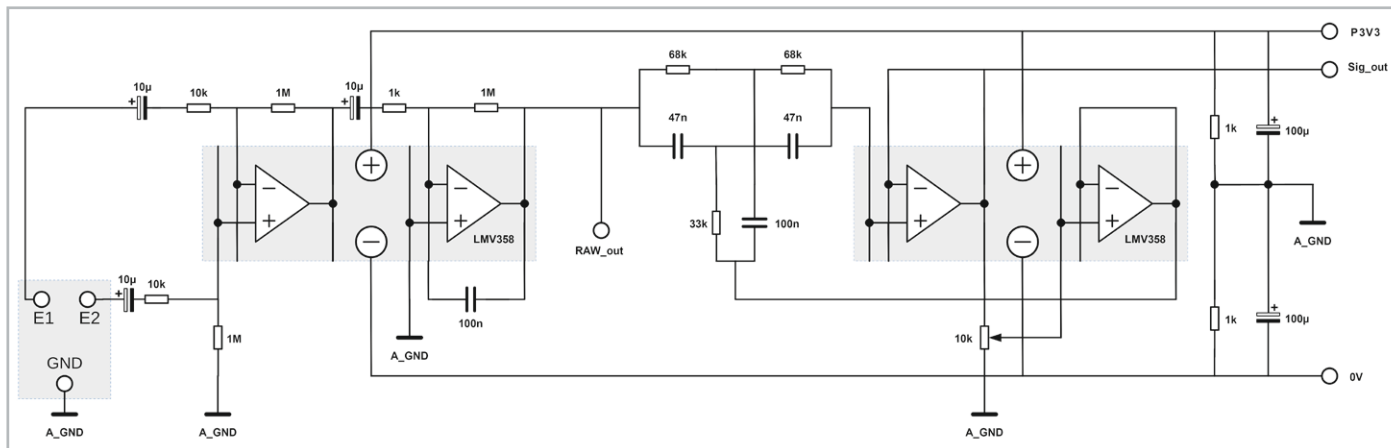 P3V3
68k
68k
Sig_out
10µ
+
10k
1M
10µ
+
1k
1M
47n
47n
1k
+
100µ
+
−
−
+
−
+
−
+
LMV358
33k
100n
RAW_out
−
+
−
−
+
LMV358
A_GND
10µ
+
10k
E1
E2
100n
1M
A_GND
10k
1k
+
100µ
GND
0V
A_GND
A_GND
A_GND